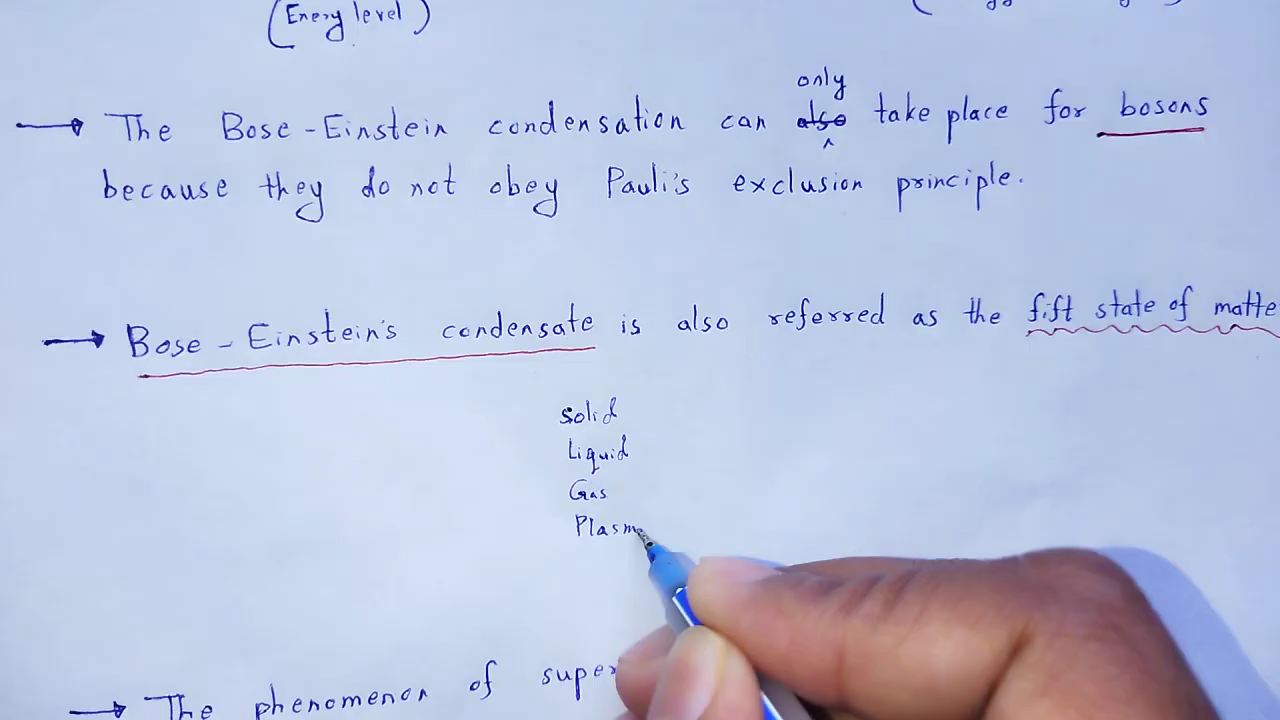 (Enery level)
only
→ The Bose-Einstein condensation can also take place for bosons
because they do not obey Pauli's exclusion principle.
→ Bose-Einstein's condensate is also referred as the fift state of matte
Solid
Liquid
Gas
Plasm
→ The phenomenon of super